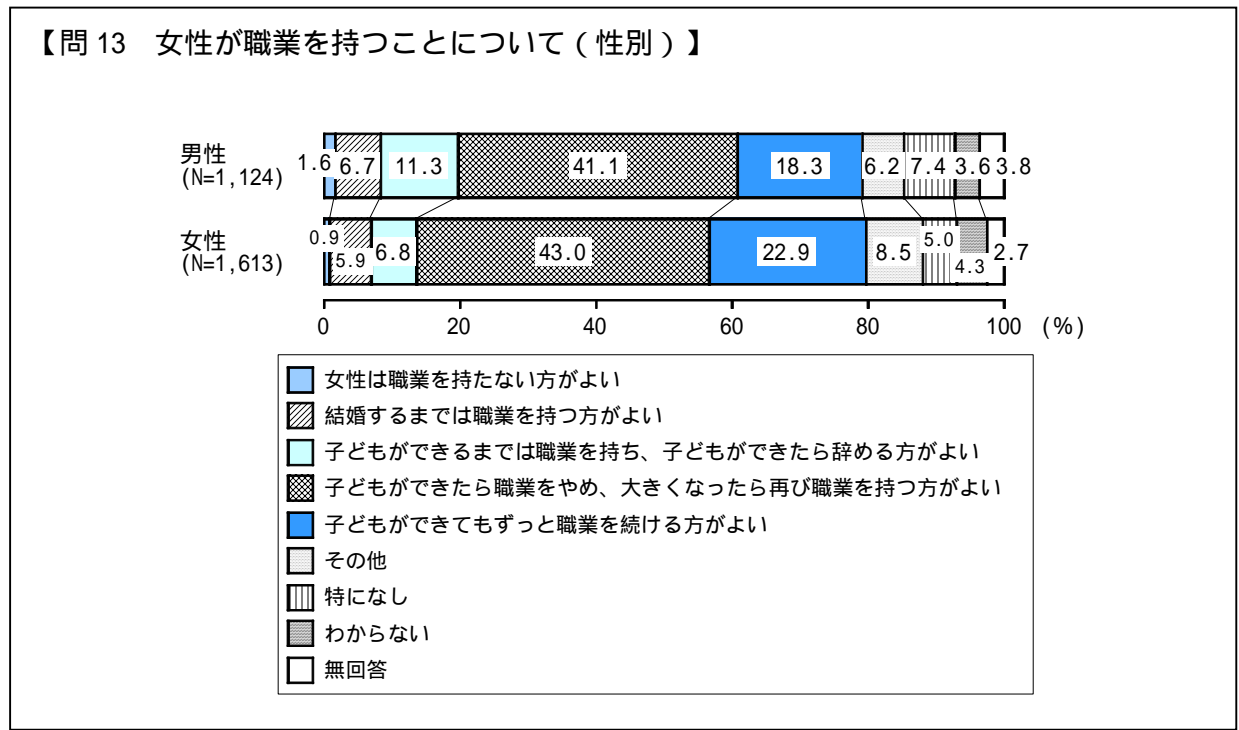 【問 13 女性が職業を持つことについて（性別）】
男性
(N=1,124)
1.6 6.7 11.3 41.1 18.3 6.2 7.4 3.6 3.8
女性
(N=1,613)
0.9 5.9 6.8 43.0 22.9 8.5 5.0 4.3 2.7
0 20 40 60 80 100 (%)
女性は職業を持たない方がよい
結婚するまでは職業を持つ方がよい
子どもができるまでは職業を持ち、子どもができたら辞める方がよい
子どもができたら職業をやめ、大きくなったら再び職業を持つ方がよい
子どもができてもずっと職業を続ける方がよい
その他
特になし
わからない
無回答